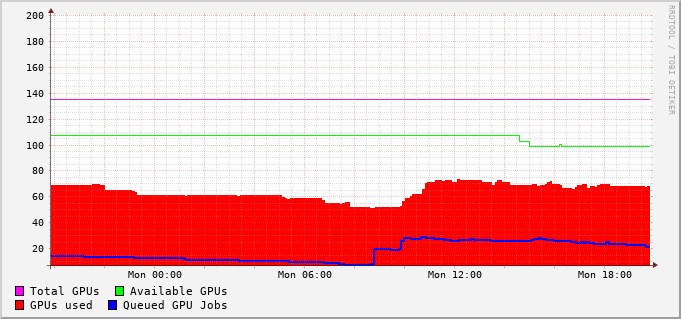 RRDTOOL / TOBI OETIKER
200
180
160
140
120
100
80
60
40
20
Mon 00:00 Mon 06:00 Mon 12:00 Mon 18:00
Total GPUs Available GPUs
GPUs used Queued GPU Jobs